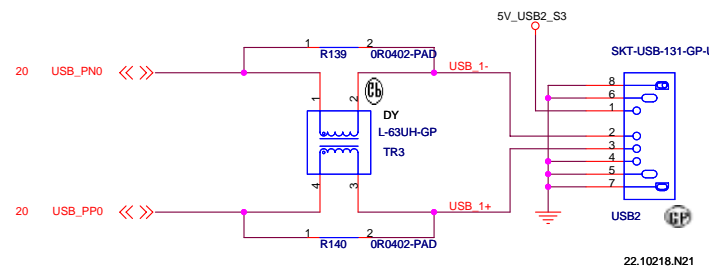 5V_USB2_S3
1 R139 2 0R0402-PAD
SKT-USB-131-GP-U
20 USB_PN0 USB_1-
8
6
1
1 2
DY
L-63UH-GP
TR3
2
3
4
5
7
4 3
20 USB_PP0 USB_1+
USB2
1 R140 2 0R0402-PAD
22.10218.N21